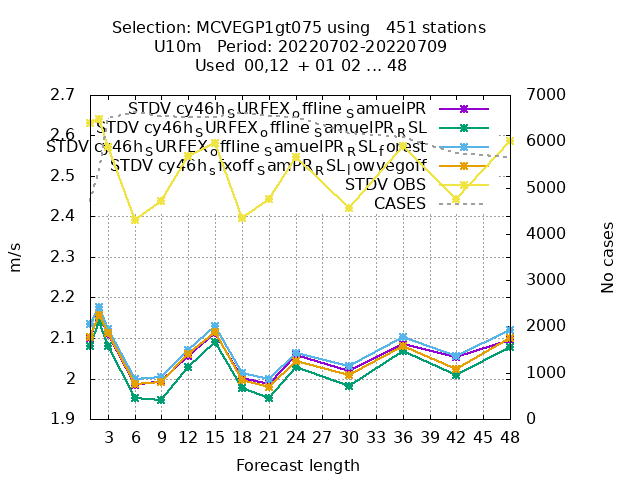 Selection: MCVEGP1gt075 using 451 stations
U10m Period: 20220702-20220709
Used 00,12 + 01 02 ... 48
STDV cy46h_SURFEX_offline_SamuelPR
STDV cy46h_SURFEX_offline_SamuelPR_RSL
STDV cy46h_SURFEX_offline_SamuelPR_RSL_forest
STDV cy46h_Sixoff_SamPR_RSL_lowvegoff
STDV OBS
CASES
2.7
2.6
2.5
2.4
2.3
2.2
2.1
2
1.9
m/s
7000
6000
5000
4000
3000
2000
1000
0
No cases
3 6 9 12 15 18 21 24 27 30 33 36 39 42 45 48
Forecast length